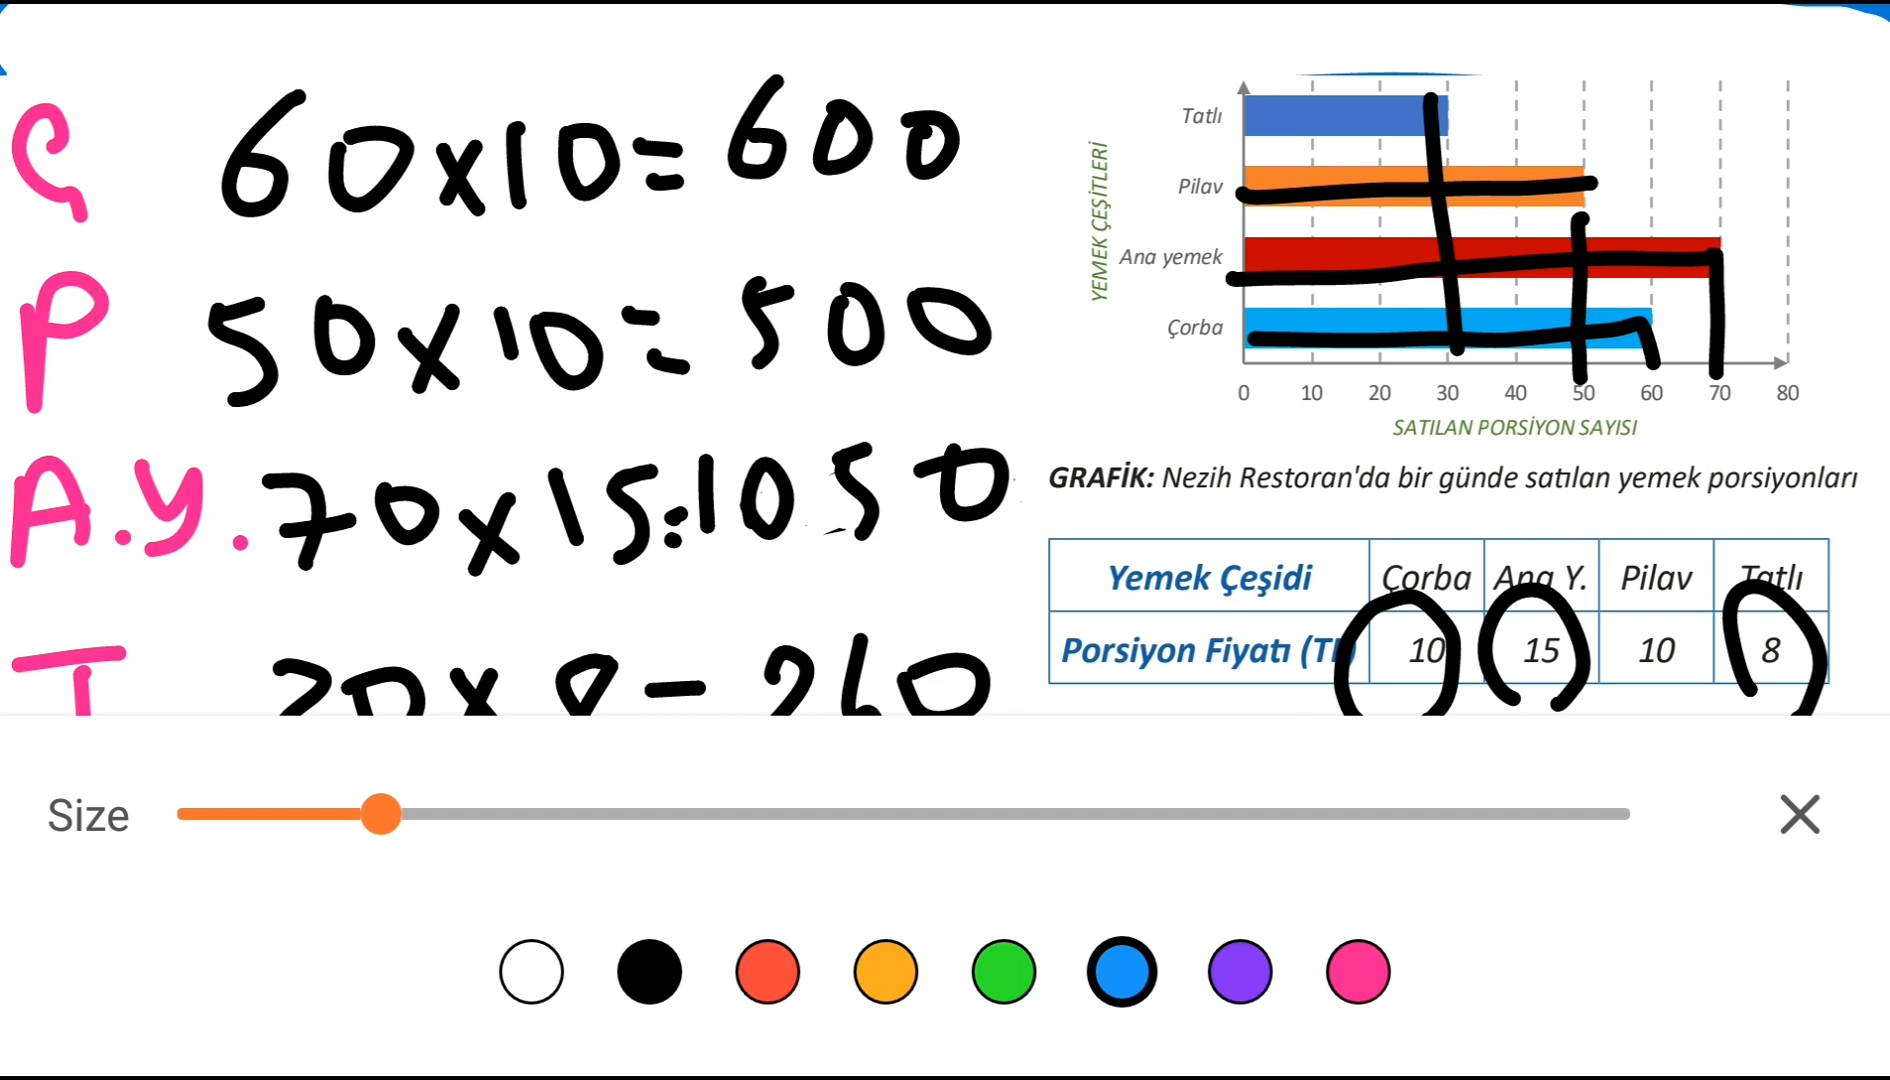 Ç 60x10=600
P 50x10=500
A.Y. 70x15=1050
T
YEMEK ÇEŞİTLERİ
Tatlı
Pilav
Ana yemek
Çorba
0 10 20 30 40 50 60 70 80
SATILAN PORSİYON SAYISI
GRAFİK: Nezih Restoran'da bir günde satılan yemek porsiyonları
Yemek Çeşidi Çorba Ana Y. Pilav Tatlı
Porsiyon Fiyatı (TL) 10 15 10 8
Size